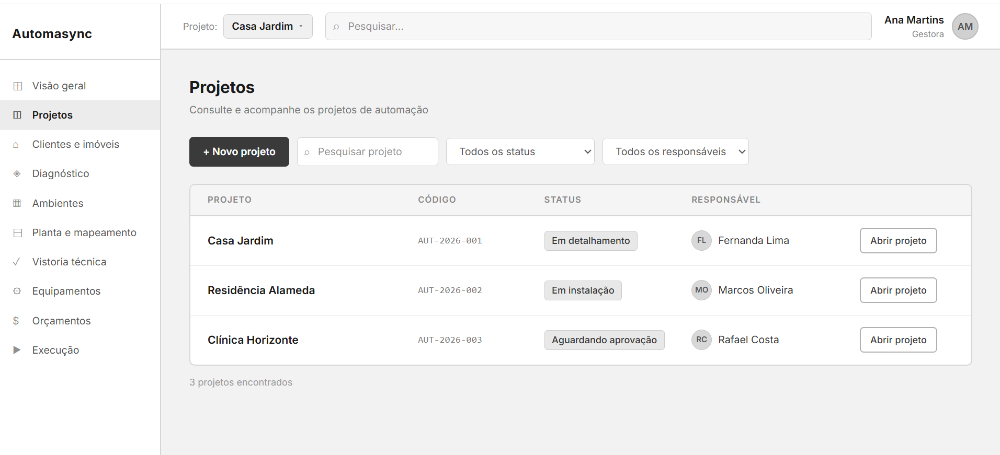 Automasync
Visão geral
Projetos
Clientes e imóveis
Diagnóstico
Ambientes
Planta e mapeamento
Vistoria técnica
Equipamentos
$ Orçamentos
Execução
Projeto: Casa Jardim
Pesquisar...
Ana Martins
Gestora
AM
Projetos
Consulte e acompanhe os projetos de automação
+ Novo projeto
Pesquisar projeto
Todos os status
Todos os responsáveis
PROJETO CÓDIGO STATUS RESPONSÁVEL
Casa Jardim AUT-2026-001 Em detalhamento FL Fernanda Lima Abrir projeto
Residência Alameda AUT-2026-002 Em instalação MO Marcos Oliveira Abrir projeto
Clínica Horizonte AUT-2026-003 Aguardando aprovação RC Rafael Costa Abrir projeto
3 projetos encontrados